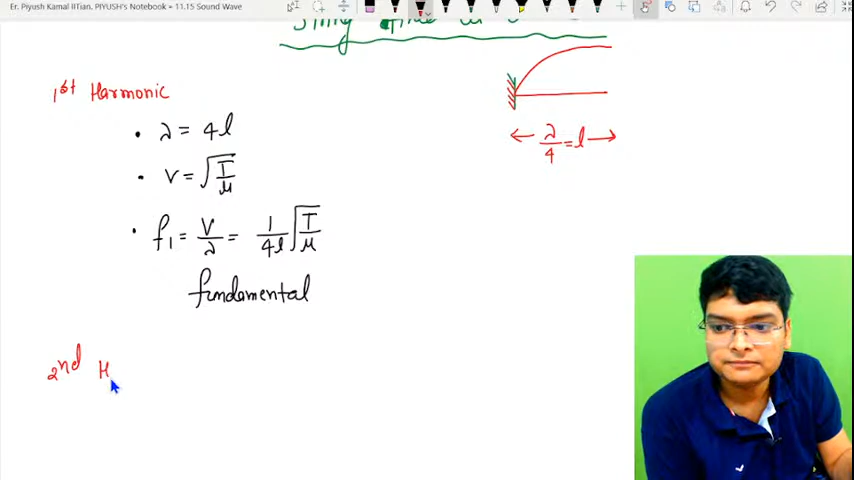 Er. Piyush Kamal IITian. PIYUSH's Notebook » 11.15 Sound Wave
1st Harmonic
• λ = 4l
• v = √T/μ
λ/4 = l
• f₁ = V/λ = 1/4l √T/μ
fundamental
2nd H